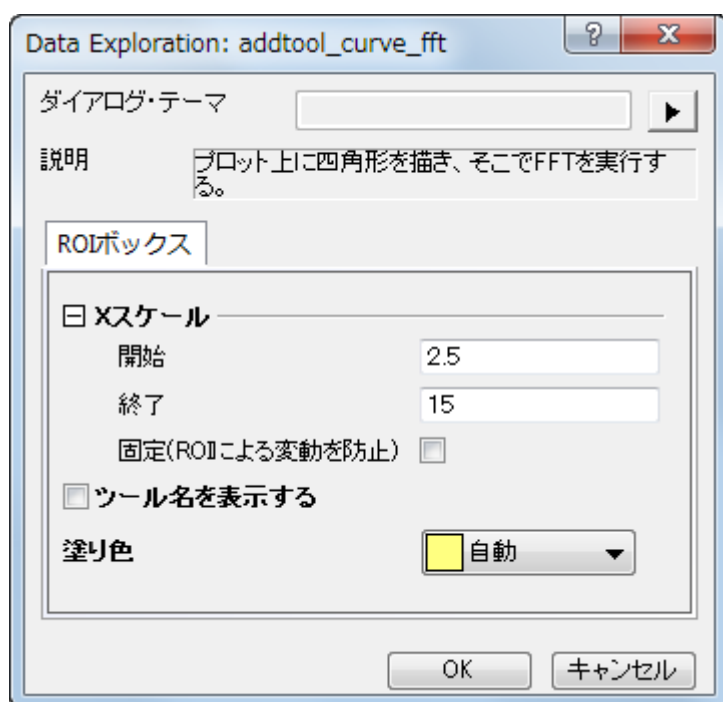 Data Exploration: addtool_curve_fft
ダイアログ・テーマ
説明
プロット上に四角形を描き、そこでFFTを実行す
る。
ROIボックス
Xスケール
開始 2.5
終了 15
固定(ROIによる変動を防止)
ツール名を表示する
塗り色 自動
OK キャンセル